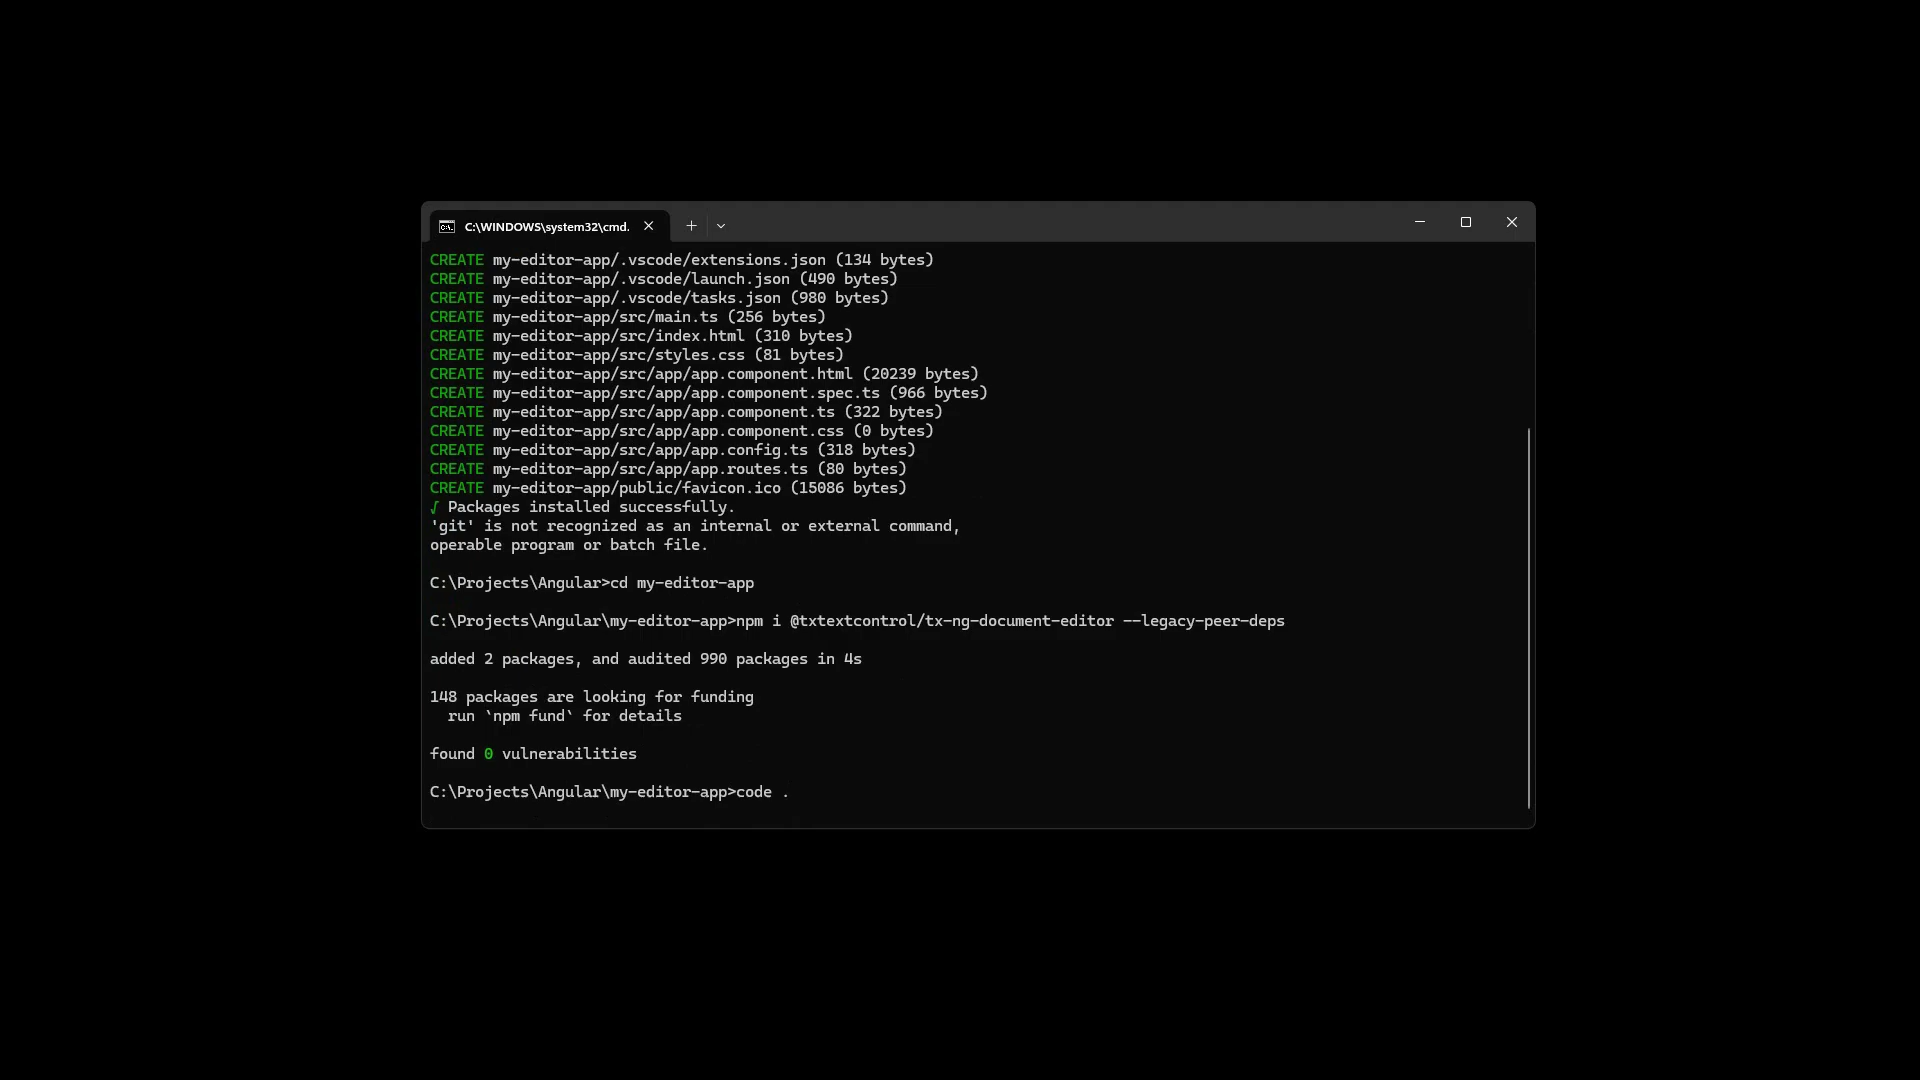 C:\WINDOWS\system32\cmd.
CREATE my-editor-app/.vscode/extensions.json (134 bytes)
CREATE my-editor-app/.vscode/launch.json (490 bytes)
CREATE my-editor-app/.vscode/tasks.json (980 bytes)
CREATE my-editor-app/src/main.ts (256 bytes)
CREATE my-editor-app/src/index.html (310 bytes)
CREATE my-editor-app/src/styles.css (81 bytes)
CREATE my-editor-app/src/app/app.component.html (20239 bytes)
CREATE my-editor-app/src/app/app.component.spec.ts (966 bytes)
CREATE my-editor-app/src/app/app.component.ts (322 bytes)
CREATE my-editor-app/src/app/app.component.css (0 bytes)
CREATE my-editor-app/src/app/app.config.ts (318 bytes)
CREATE my-editor-app/src/app/app.routes.ts (80 bytes)
CREATE my-editor-app/public/favicon.ico (15086 bytes)
√ Packages installed successfully.
'git' is not recognized as an internal or external command,
operable program or batch file.
C:\Projects\Angular>cd my-editor-app
C:\Projects\Angular\my-editor-app>npm i @txtextcontrol/tx-ng-document-editor --legacy-peer-deps
added 2 packages, and audited 990 packages in 4s
148 packages are looking for funding
run `npm fund` for details
found 0 vulnerabilities
C:\Projects\Angular\my-editor-app>code .